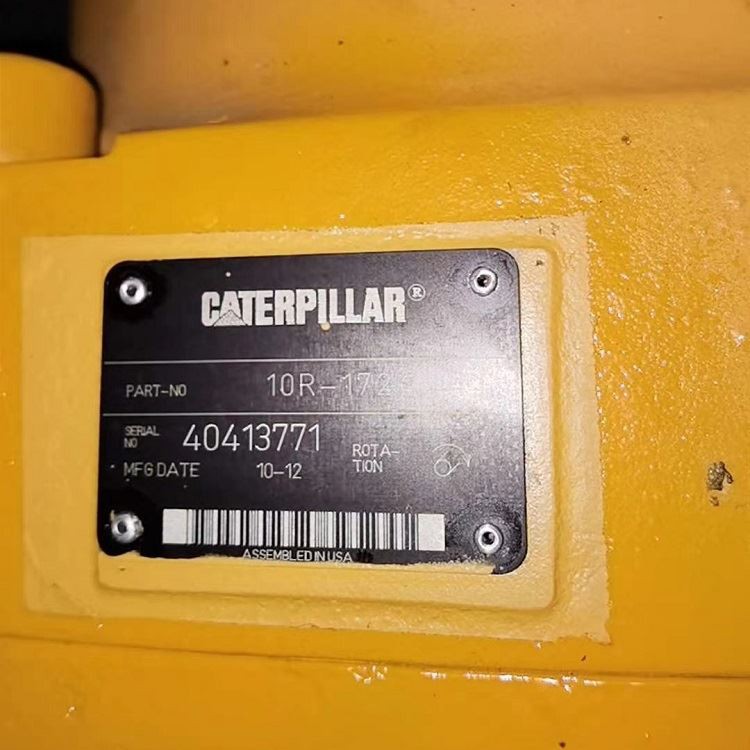 CATERPILLAR®
PART-NO 10R-172
SERIAL NO 40413771
MFG DATE 10-12 ROTA-TION
ASSEMBLED IN USA